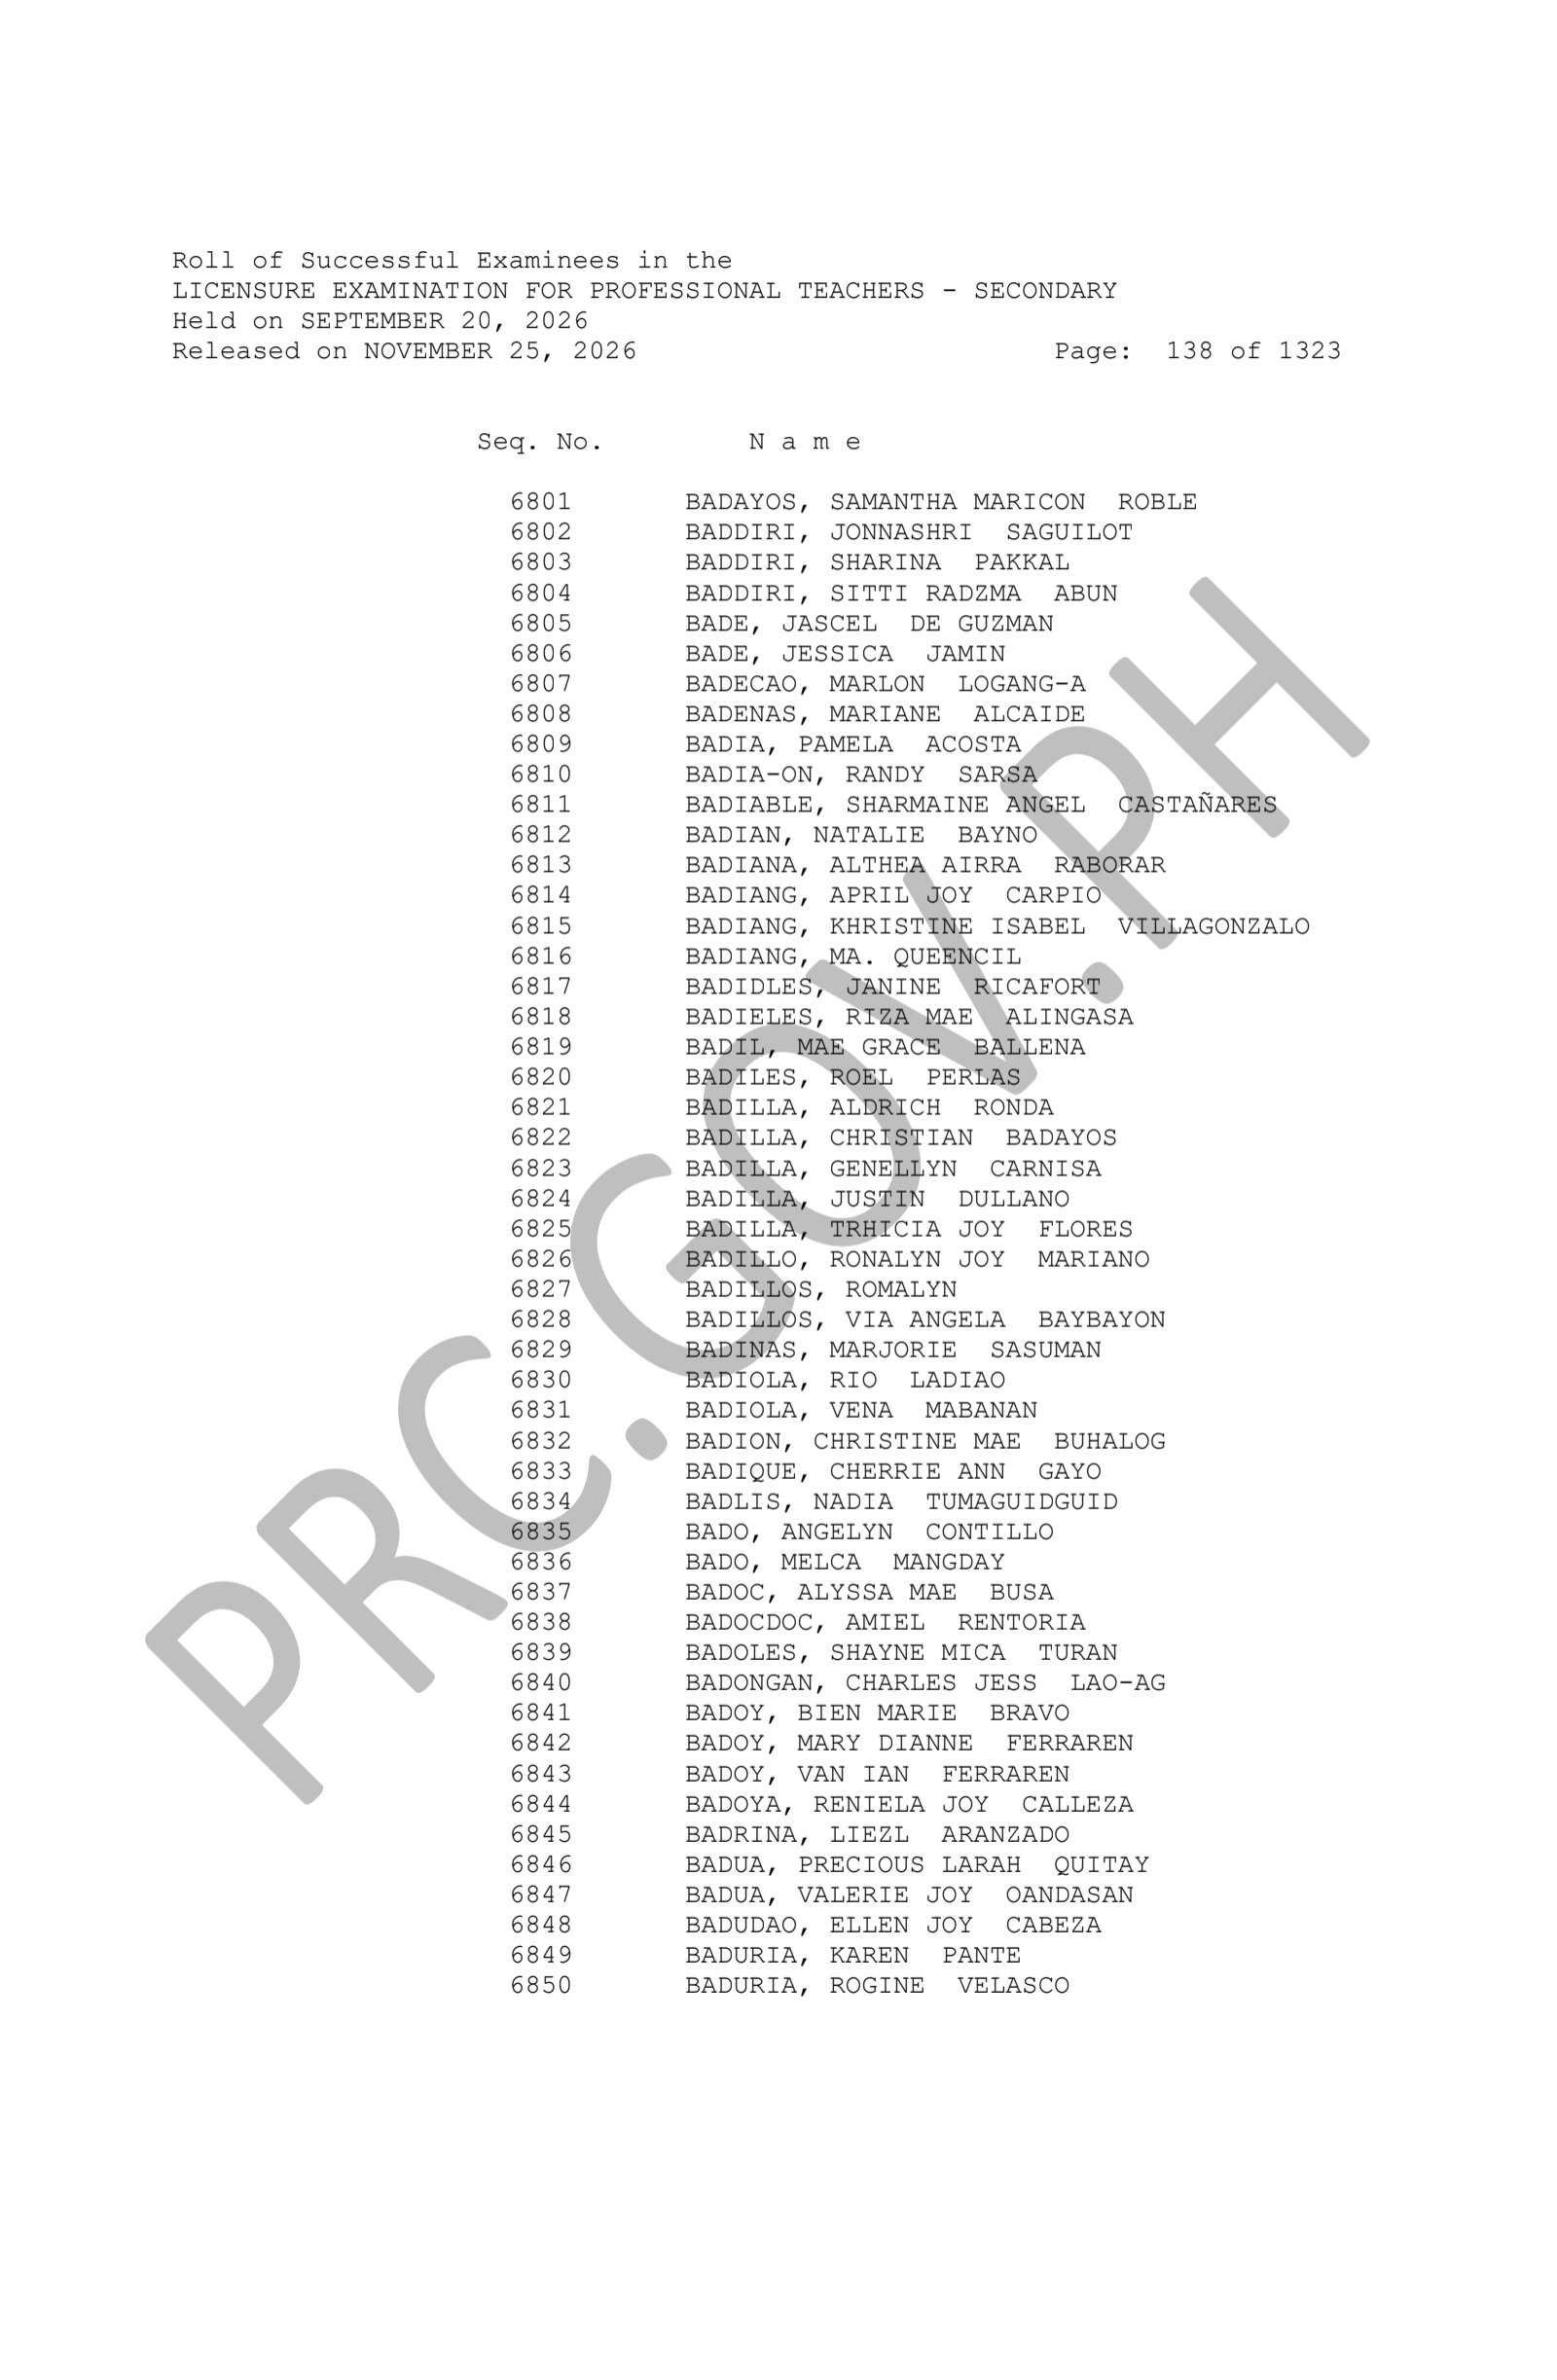 Roll of Successful Examinees in the
LICENSURE EXAMINATION FOR PROFESSIONAL TEACHERS - SECONDARY
Held on SEPTEMBER 20, 2026
Released on NOVEMBER 25, 2026 Page: 138 of 1323
Seq. No. N a m e
6801 BADAYOS, SAMANTHA MARICON ROBLE
6802 BADDIRI, JONNASHRI SAGUILOT
6803 BADDIRI, SHARINA PAKKAL
6804 BADDIRI, SITTI RADZMA ABUN
6805 BADE, JASCEL DE GUZMAN
6806 BADE, JESSICA JAMIN
6807 BADECAO, MARLON LOGANG-A
6808 BADENAS, MARIANE ALCAIDE
6809 BADIA, PAMELA ACOSTA
6810 BADIA-ON, RANDY SARSA
6811 BADIABLE, SHARMAINE ANGEL CASTAÑARES
6812 BADIAN, NATALIE BAYNO
6813 BADIANA, ALTHEA AIRRA RABORAR
6814 BADIANG, APRIL JOY CARPIO
6815 BADIANG, KHRISTINE ISABEL VILLAGONZALO
6816 BADIANG, MA. QUEENCIL
6817 BADIDLES, JANINE RICAFORT
6818 BADIELES, RIZA MAE ALINGASA
6819 BADIL, MAE GRACE BALLENA
6820 BADILES, ROEL PERLAS
6821 BADILLA, ALDRICH RONDA
6822 BADILLA, CHRISTIAN BADAYOS
6823 BADILLA, GENELLYN CARNISA
6824 BADILLA, JUSTIN DULLANO
6825 BADILLA, TRHICIA JOY FLORES
6826 BADILLO, RONALYN JOY MARIANO
6827 BADILLOS, ROMALYN
6828 BADILLOS, VIA ANGELA BAYBAYON
6829 BADINAS, MARJORIE SASUMAN
6830 BADIOLA, RIO LADIAO
6831 BADIOLA, VENA MABANAN
6832 BADION, CHRISTINE MAE BUHALOG
6833 BADIQUE, CHERRIE ANN GAYO
6834 BADLIS, NADIA TUMAGUIDGUID
6835 BADO, ANGELYN CONTILLO
6836 BADO, MELCA MANGDAY
6837 BADOC, ALYSSA MAE BUSA
6838 BADOCDOC, AMIEL RENTORIA
6839 BADOLES, SHAYNE MICA TURAN
6840 BADONGAN, CHARLES JESS LAO-AG
6841 BADOY, BIEN MARIE BRAVO
6842 BADOY, MARY DIANNE FERRAREN
6843 BADOY, VAN IAN FERRAREN
6844 BADOYA, RENIELA JOY CALLEZA
6845 BADRINA, LIEZL ARANZADO
6846 BADUA, PRECIOUS LARAH QUITAY
6847 BADUA, VALERIE JOY OANDASAN
6848 BADUDAO, ELLEN JOY CABEZA
6849 BADURIA, KAREN PANTE
6850 BADURIA, ROGINE VELASCO
PRC.GOV.PH